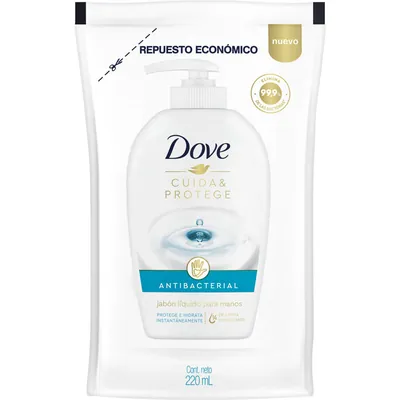 REPUESTO ECONÓMICO
nuevo
ELIMINA
99,9%
Dove
CUIDA &
PROTEGE
ANTIBACTERIAL
jabón líquido para manos
PROTEGE E HIDRATA
INSTANTÁNEAMENTE
Cont. neto
220 mL